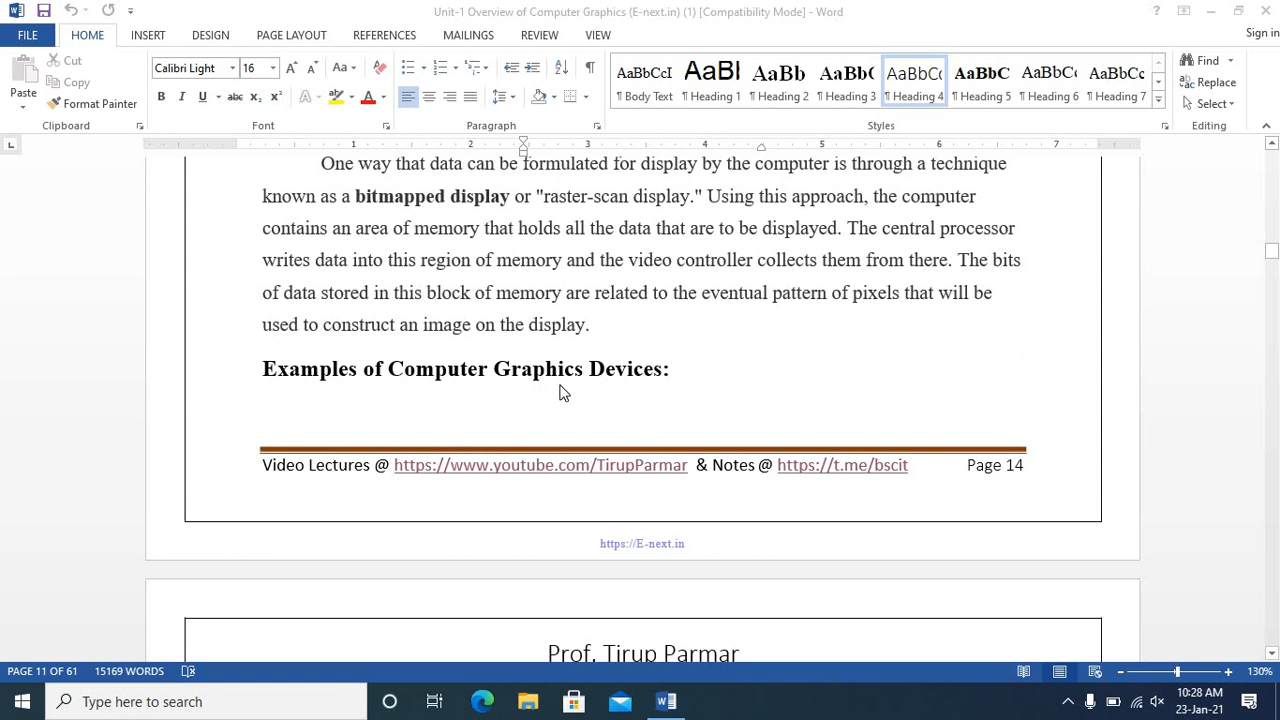 Unit-1 Overview of Computer Graphics (E-next.in) (1) [Compatibility Mode] - Word
Sign in
FILE HOME INSERT DESIGN PAGE LAYOUT REFERENCES MAILINGS REVIEW VIEW
Paste
Cut
Copy
Format Painter
Calibri Light 16
AaBbCcI AaBl AaBb AaBbC AaBbCc AaBbC AaBbCc AaBbCc
¶ Body Text ¶ Heading 1 ¶ Heading 2 ¶ Heading 3 ¶ Heading 4 ¶ Heading 5 ¶ Heading 6 ¶ Heading 7
Find
Replace
Select
Clipboard Font Paragraph Styles Editing
1 1 2 3 4 5 6 7
One way that data can be formulated for display by the computer is through a technique
known as a bitmapped display or "raster-scan display." Using this approach, the computer
contains an area of memory that holds all the data that are to be displayed. The central processor
writes data into this region of memory and the video controller collects them from there. The bits
of data stored in this block of memory are related to the eventual pattern of pixels that will be
used to construct an image on the display.
Examples of Computer Graphics Devices:
Video Lectures @ https://www.youtube.com/TirupParmar & Notes @ https://t.me/bscit Page 14
https://E-next.in
Prof. Tirup Parmar
PAGE 11 OF 61 15169 WORDS 130%
Type here to search
10:28 AM
23-Jan-21